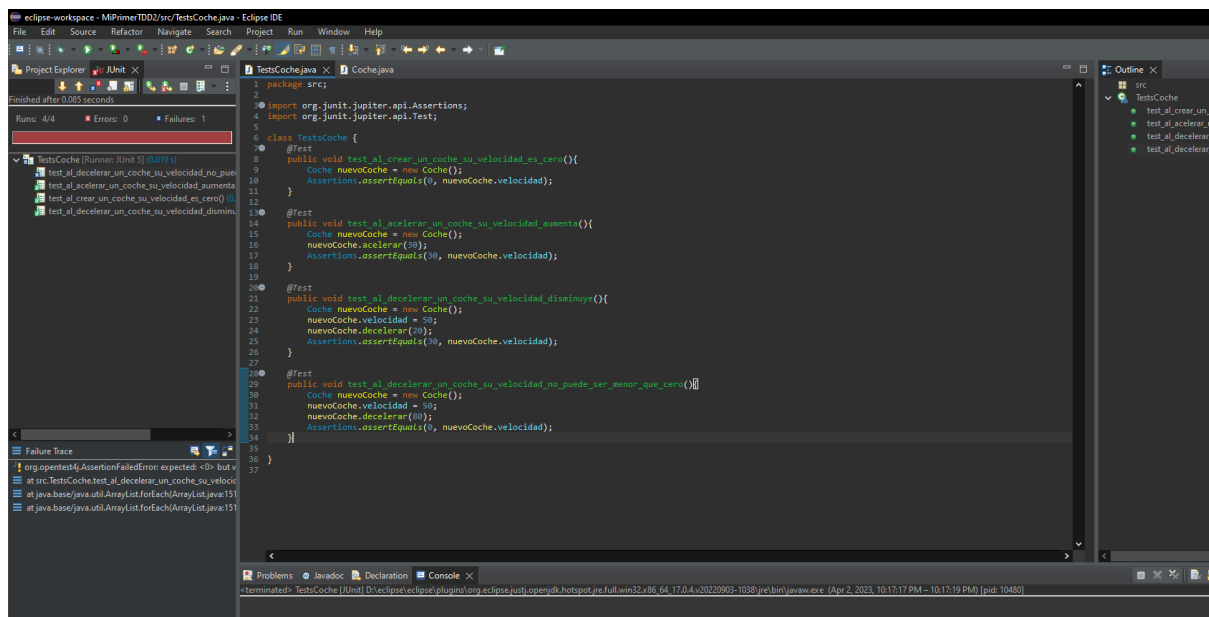 eclipse-workspace - MiPrimerTDD2/src/TestsCoche.java - Eclipse IDE
File Edit Source Refactor Navigate Search Project Run Window Help
Project Explorer JUnit
Finished after 0.085 seconds
Runs: 4/4 Errors: 0 Failures: 1
TestsCoche [Runner: JUnit 5] (0.019 s)
test_al_decelerar_un_coche_su_velocidad_no_pue
test_al_acelerar_un_coche_su_velocidad_aumenta
test_al_crear_un_coche_su_velocidad_es_cero() (0.
test_al_decelerar_un_coche_su_velocidad_disminu
Failure Trace
org.opentest4j.AssertionFailedError: expected: <0> but w
at src.TestsCoche.test_al_decelerar_un_coche_su_velocid
at java.base/java.util.ArrayList.forEach(ArrayList.java:151
at java.base/java.util.ArrayList.forEach(ArrayList.java:151
TestsCoche.java Coche.java
1 package src;
2
3 import org.junit.jupiter.api.Assertions;
4 import org.junit.jupiter.api.Test;
5
6 class TestsCoche {
7 @Test
8 public void test_al_crear_un_coche_su_velocidad_es_cero(){
9 Coche nuevoCoche = new Coche();
10 Assertions.assertEquals(0, nuevoCoche.velocidad);
11 }
12
13 @Test
14 public void test_al_acelerar_un_coche_su_velocidad_aumenta(){
15 Coche nuevoCoche = new Coche();
16 nuevoCoche.acelerar(30);
17 Assertions.assertEquals(30, nuevoCoche.velocidad);
18 }
19
20 @Test
21 public void test_al_decelerar_un_coche_su_velocidad_disminuye(){
22 Coche nuevoCoche = new Coche();
23 nuevoCoche.velocidad = 50;
24 nuevoCoche.decelerar(20);
25 Assertions.assertEquals(30, nuevoCoche.velocidad);
26 }
27
28 @Test
29 public void test_al_decelerar_un_coche_su_velocidad_no_puede_ser_menor_que_cero(){
30 Coche nuevoCoche = new Coche();
31 nuevoCoche.velocidad = 50;
32 nuevoCoche.decelerar(80);
33 Assertions.assertEquals(0, nuevoCoche.velocidad);
34 }
35
36 }
37
Outline
src
TestsCoche
test_al_crear_un_
test_al_acelerar_u
test_al_decelerar
test_al_decelerar
Problems Javadoc Declaration Console
<terminated> TestsCoche [JUnit] D:\eclipse\eclipse\plugins\org.eclipse.justj.openjdk.hotspot.jre.full.win32.x86_64_17.0.4.v20220903-1038\jre\bin\javaw.exe (Apr 2, 2023, 10:17:17 PM – 10:17:19 PM) [pid: 10480]